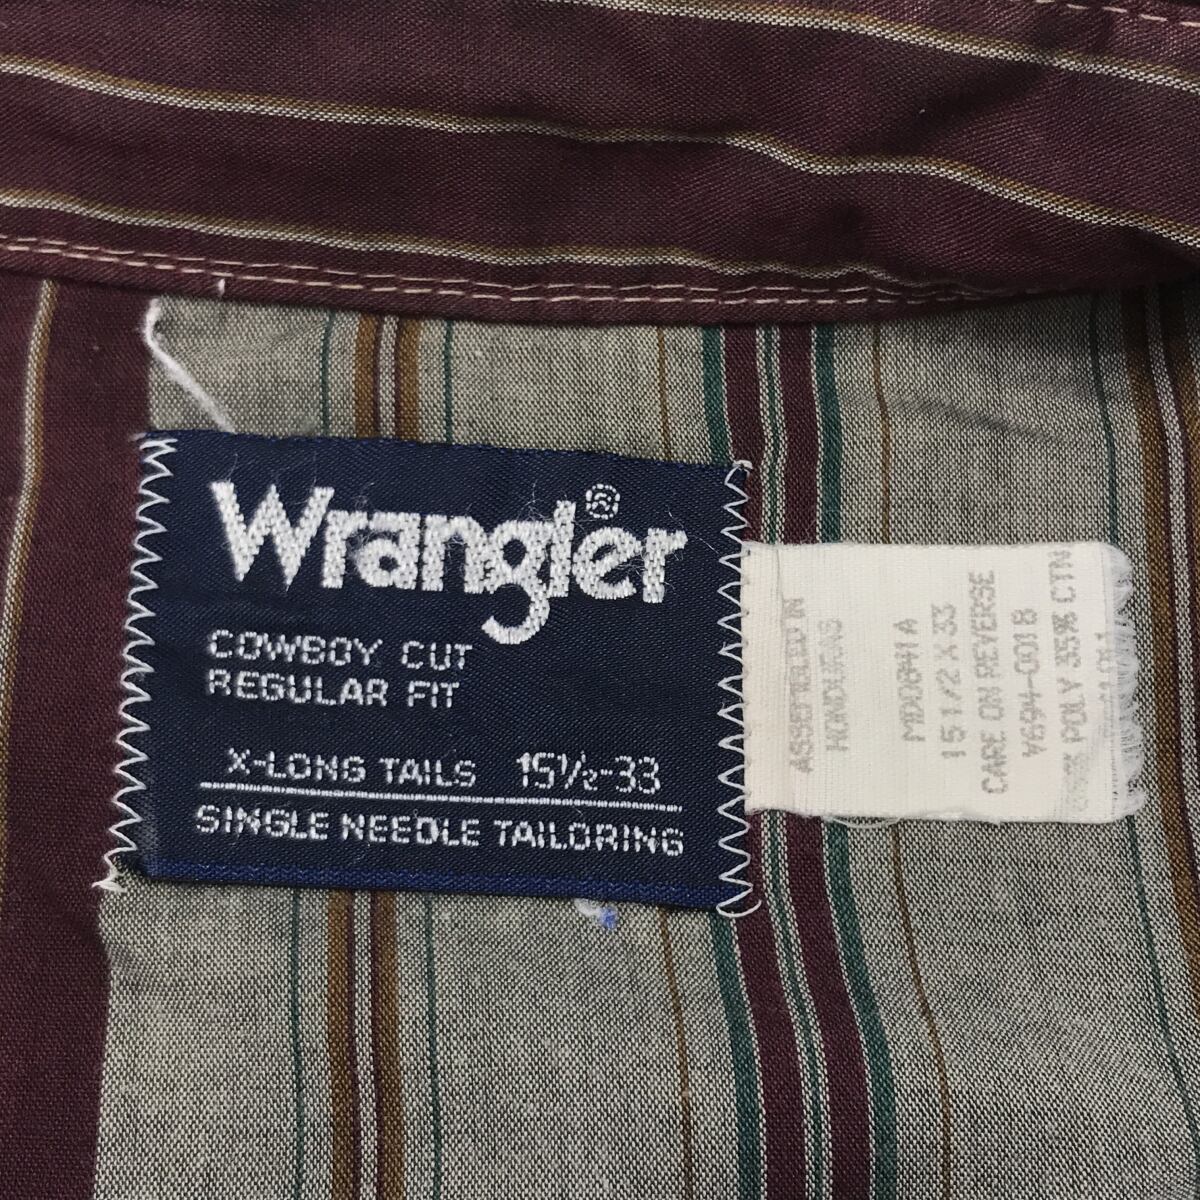 Wrangler®
COWBOY CUT
REGULAR FIT
X-LONG TAILS 15½-33
SINGLE NEEDLE TAILORING
ASSEMBLED IN
HONDURAS
MD0841A
15 1/2 X 33
CARE ON REVERSE
POLY 35% CTN